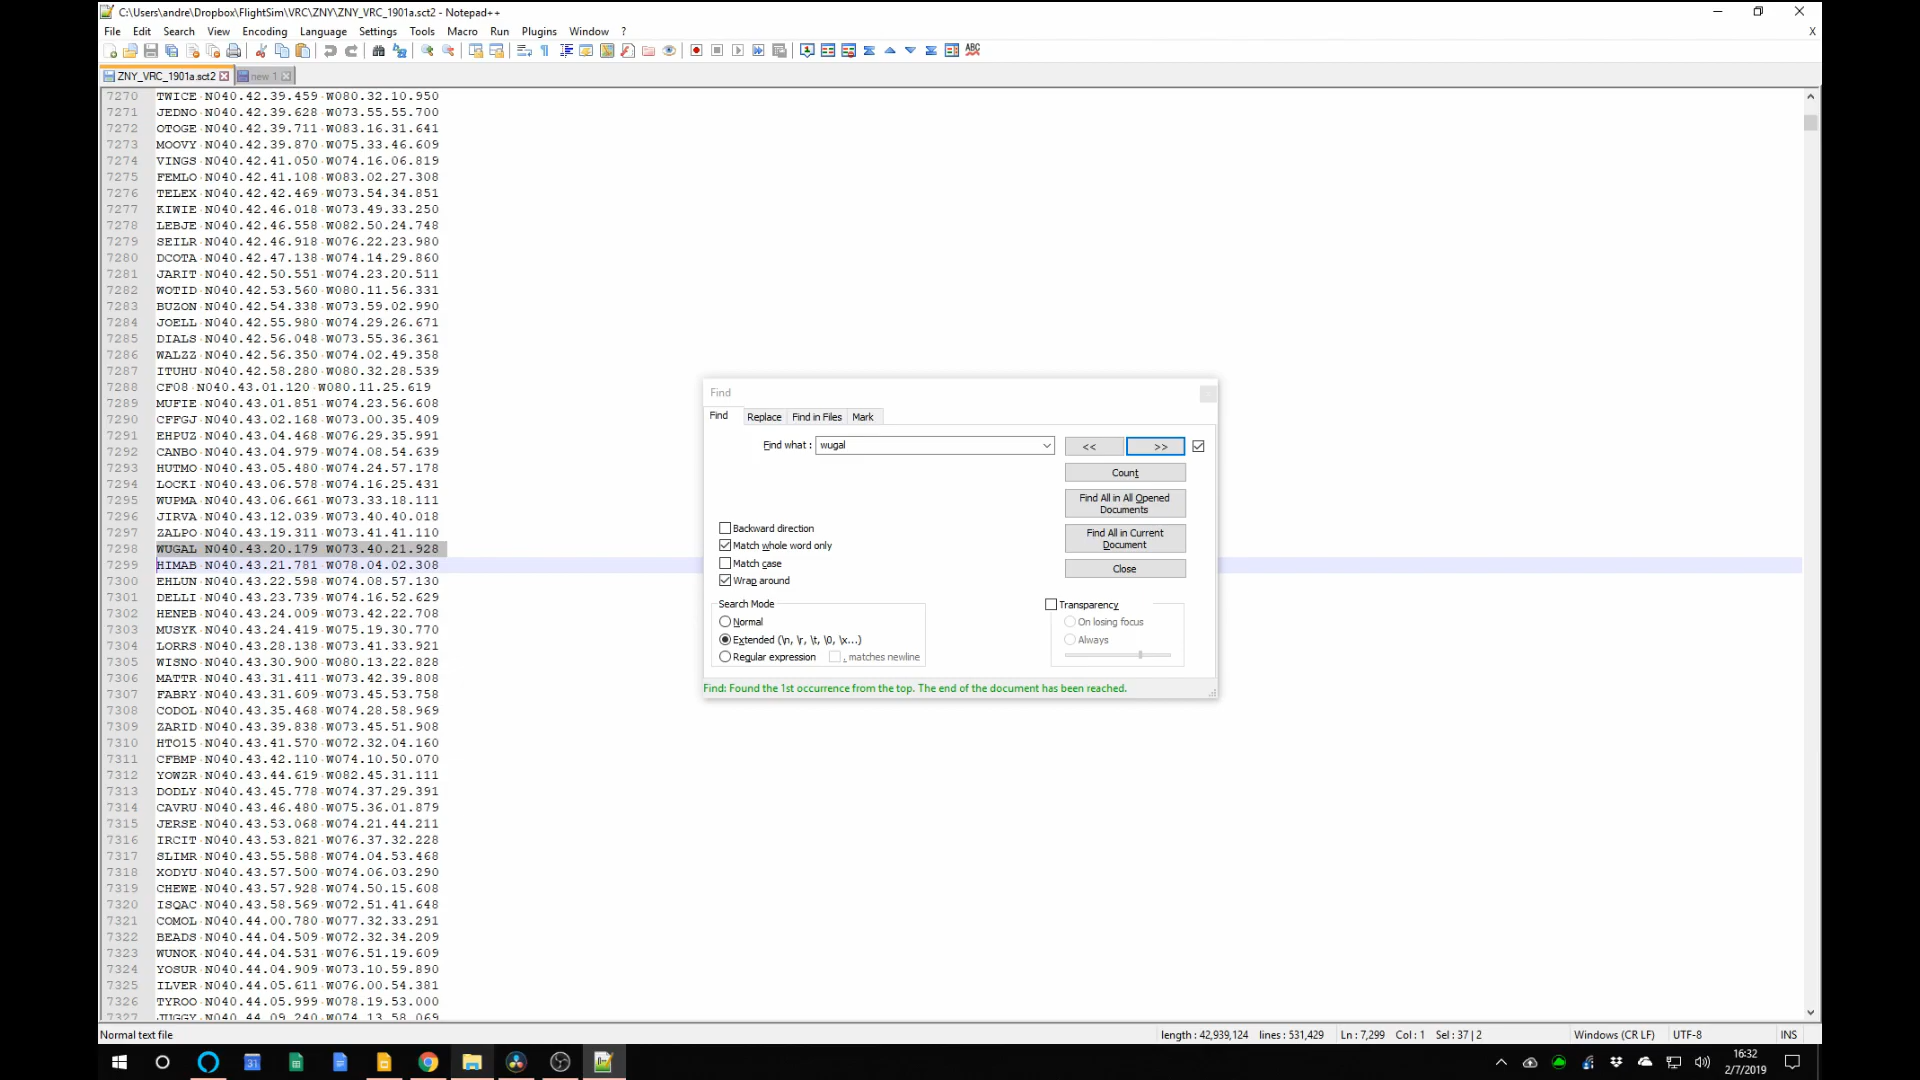 C:\Users\andre\Dropbox\FlightSim\VRC\ZNY\ZNY_VRC_1901a.sct2 - Notepad++
File Edit Search View Encoding Language Settings Tools Macro Run Plugins Window ? X
ZNY_VRC_1901a.sct2 new 1
7270 TWICE N040.42.39.459 W080.32.10.950
7271 JEDNO N040.42.39.628 W073.55.55.700
7272 OTOGE N040.42.39.711 W083.16.31.641
7273 MOOVY N040.42.39.870 W075.33.46.609
7274 VINGS N040.42.41.050 W074.16.06.819
7275 FEMLO N040.42.41.108 W083.02.27.308
7276 TELEX N040.42.42.469 W073.54.34.851
7277 KIWIE N040.42.46.018 W073.49.33.250
7278 LEBJE N040.42.46.558 W082.50.24.748
7279 SEILR N040.42.46.918 W076.22.23.980
7280 DCOTA N040.42.47.138 W074.14.29.860
7281 JARIT N040.42.50.551 W074.23.20.511
7282 WOTID N040.42.53.560 W080.11.56.331
7283 BUZON N040.42.54.338 W073.59.02.990
7284 JOELL N040.42.55.980 W074.29.26.671
7285 DIALS N040.42.56.048 W073.55.36.361
7286 WALZZ N040.42.56.350 W074.02.49.358
7287 ITUHU N040.42.58.280 W080.32.28.539
7288 CF08 N040.43.01.120 W080.11.25.619
7289 MUFIE N040.43.01.851 W074.23.56.608
7290 CFFGJ N040.43.02.168 W073.00.35.409
7291 EHPUZ N040.43.04.468 W076.29.35.991
7292 CANBO N040.43.04.979 W074.08.54.639
7293 HUTMO N040.43.05.480 W074.24.57.178
7294 LOCKI N040.43.06.578 W074.16.25.431
7295 WUPMA N040.43.06.661 W073.33.18.111
7296 JIRVA N040.43.12.039 W073.40.40.018
7297 ZALPO N040.43.19.311 W073.41.41.110
7298 WUGAL N040.43.20.179 W073.40.21.928
7299 HIMAB N040.43.21.781 W078.04.02.308
7300 EHLUN N040.43.22.598 W074.08.57.130
7301 DELLI N040.43.23.739 W074.16.52.629
7302 HENEB N040.43.24.009 W073.42.22.708
7303 MUSYK N040.43.24.419 W075.19.30.770
7304 LORRS N040.43.28.138 W073.41.33.921
7305 WISNO N040.43.30.900 W080.13.22.828
7306 MATTR N040.43.31.411 W073.42.39.808
7307 FABRY N040.43.31.609 W073.45.53.758
7308 CODOL N040.43.35.468 W074.28.58.969
7309 ZARID N040.43.39.838 W073.45.51.908
7310 HTO15 N040.43.41.570 W072.32.04.160
7311 CFBMP N040.43.42.110 W074.10.50.070
7312 YOWZR N040.43.44.619 W082.45.31.111
7313 DODLY N040.43.45.778 W074.37.29.391
7314 CAVRU N040.43.46.480 W075.36.01.879
7315 JERSE N040.43.53.068 W074.21.44.211
7316 IRCIT N040.43.53.821 W076.37.32.228
7317 SLIMR N040.43.55.588 W074.04.53.468
7318 XODYU N040.43.57.500 W074.06.03.290
7319 CHEWE N040.43.57.928 W074.50.15.608
7320 ISQAC N040.43.58.569 W072.51.41.648
7321 COMOL N040.44.00.780 W077.32.33.291
7322 BEADS N040.44.04.509 W072.32.34.209
7323 WUNOK N040.44.04.531 W076.51.19.609
7324 YOSUR N040.44.04.909 W073.10.59.890
7325 ILVER N040.44.05.611 W076.00.54.381
7326 TYROO N040.44.05.999 W078.19.53.000
7327 JUGGY N040.44.09.240 W074.13.58.069
Find
Find Replace Find in Files Mark
Find what : wugal << >>
Count
Find All in All Opened
Documents
Backward direction
Match whole word only
Find All in Current
Document
Match case
Close
Wrap around
Search Mode
Normal
Extended (\n, \r, \t, \0, \x...)
Regular expression . matches newline
Transparency
On losing focus
Always
Find: Found the 1st occurrence from the top. The end of the document has been reached.
Normal text file length : 42,939,124 lines : 531,429 Ln : 7,299 Col : 1 Sel : 37 | 2 Windows (CR LF) UTF-8 INS
31
ABC
16:32
2/7/2019